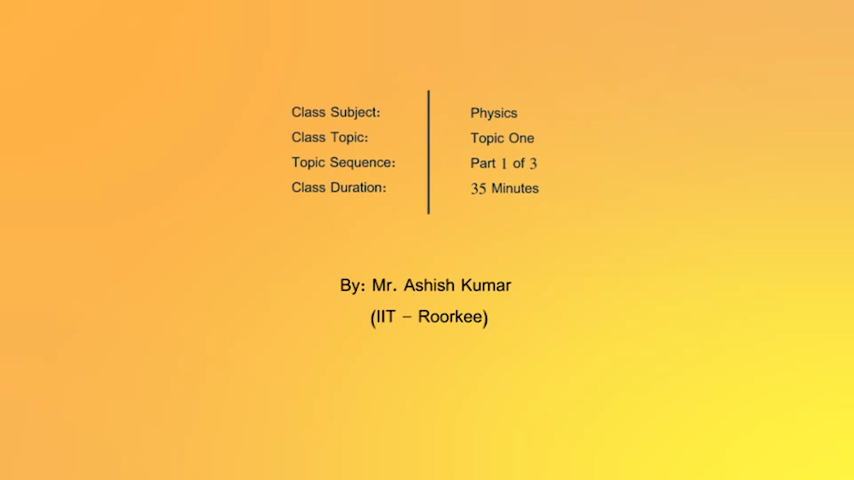 Class Subject: Physics
Class Topic: Topic One
Topic Sequence: Part 1 of 3
Class Duration: 35 Minutes
By: Mr. Ashish Kumar
(IIT – Roorkee)